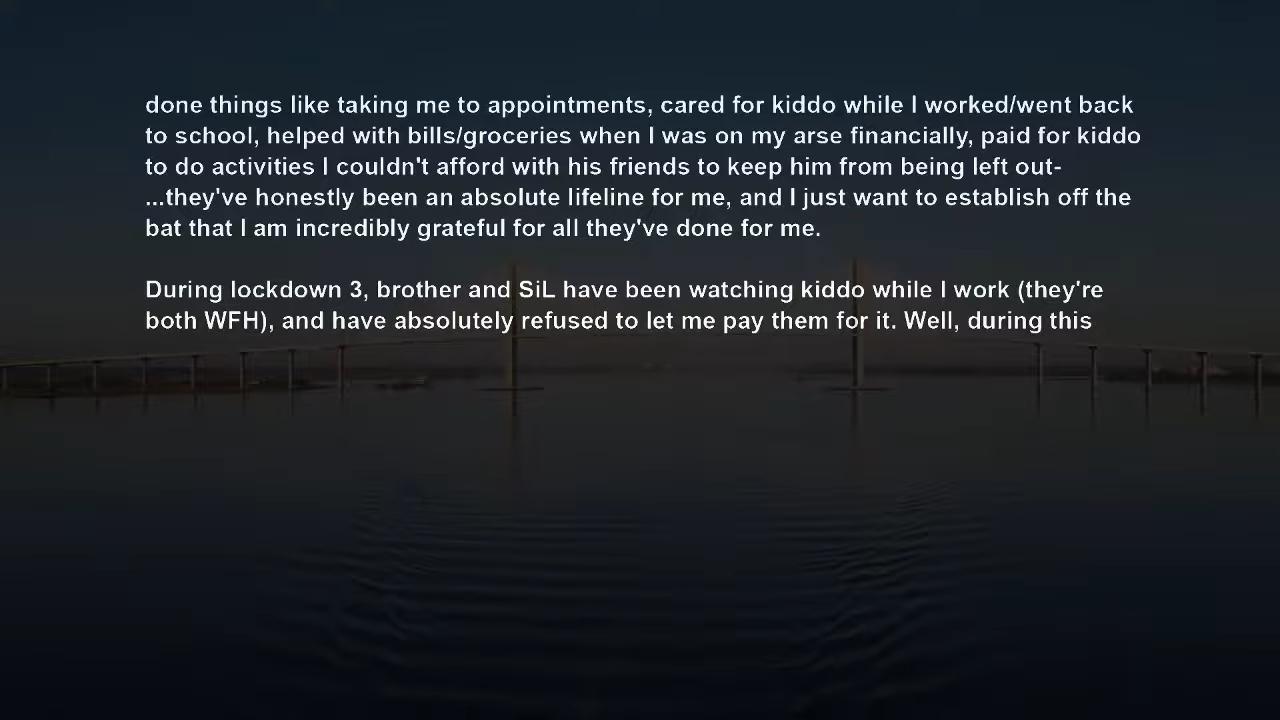 done things like taking me to appointments, cared for kiddo while I worked/went back
to school, helped with bills/groceries when I was on my arse financially, paid for kiddo
to do activities I couldn't afford with his friends to keep him from being left out-
...they've honestly been an absolute lifeline for me, and I just want to establish off the
bat that I am incredibly grateful for all they've done for me.
During lockdown 3, brother and SiL have been watching kiddo while I work (they're
both WFH), and have absolutely refused to let me pay them for it. Well, during this